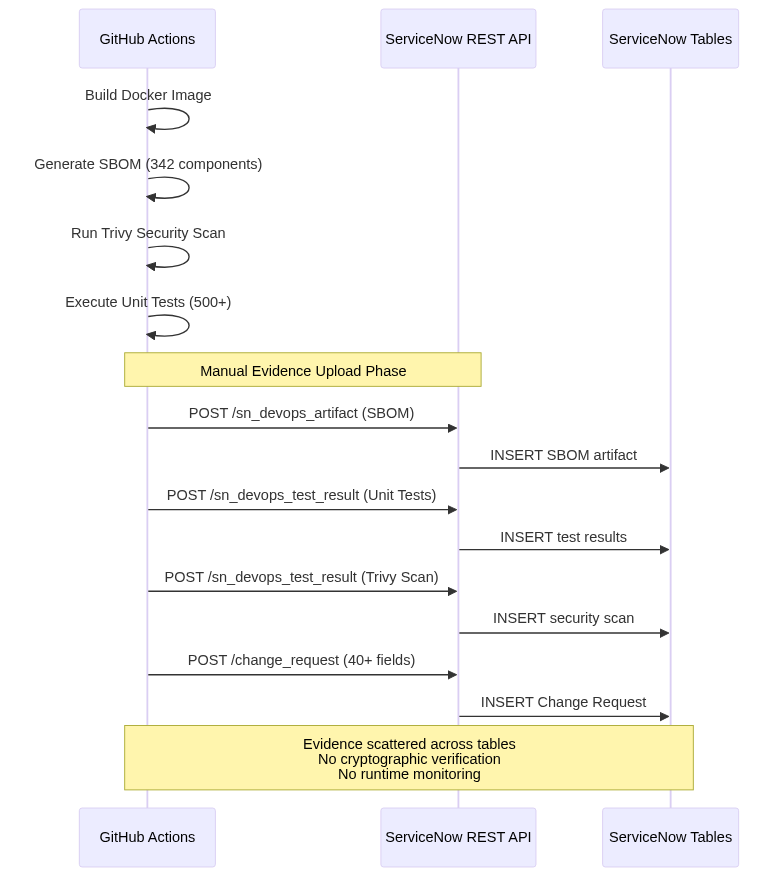 GitHub Actions
ServiceNow REST API
ServiceNow Tables
Build Docker Image
Generate SBOM (342 components)
Run Trivy Security Scan
Execute Unit Tests (500+)
Manual Evidence Upload Phase
POST /sn_devops_artifact (SBOM)
INSERT SBOM artifact
POST /sn_devops_test_result (Unit Tests)
INSERT test results
POST /sn_devops_test_result (Trivy Scan)
INSERT security scan
POST /change_request (40+ fields)
INSERT Change Request
Evidence scattered across tables
No cryptographic verification
No runtime monitoring
GitHub Actions
ServiceNow REST API
ServiceNow Tables